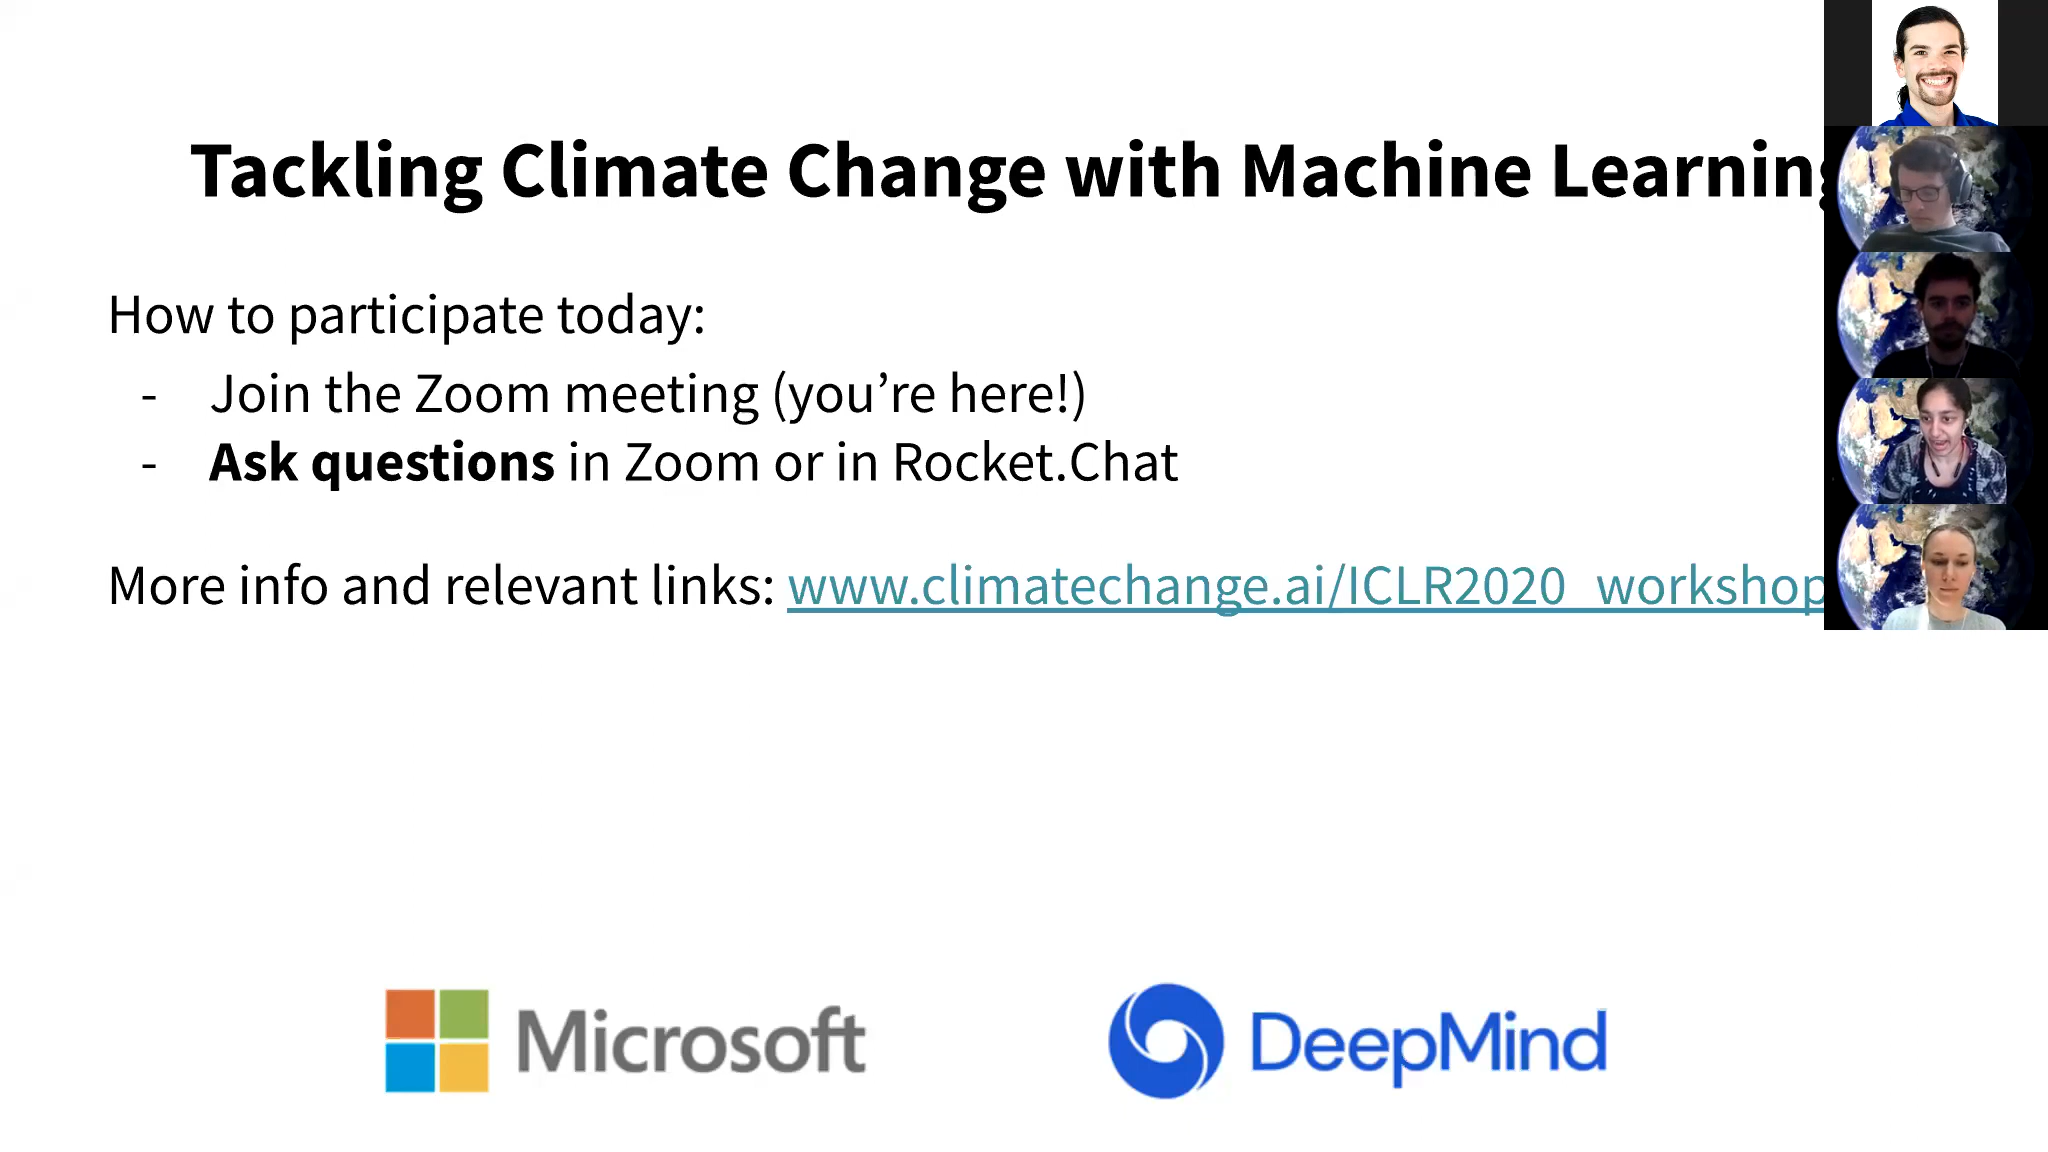 Tackling Climate Change with Machine Learning
How to participate today:
- Join the Zoom meeting (you’re here!)
- Ask questions in Zoom or in Rocket.Chat
More info and relevant links: www.climatechange.ai/ICLR2020_workshop
Microsoft
DeepMind